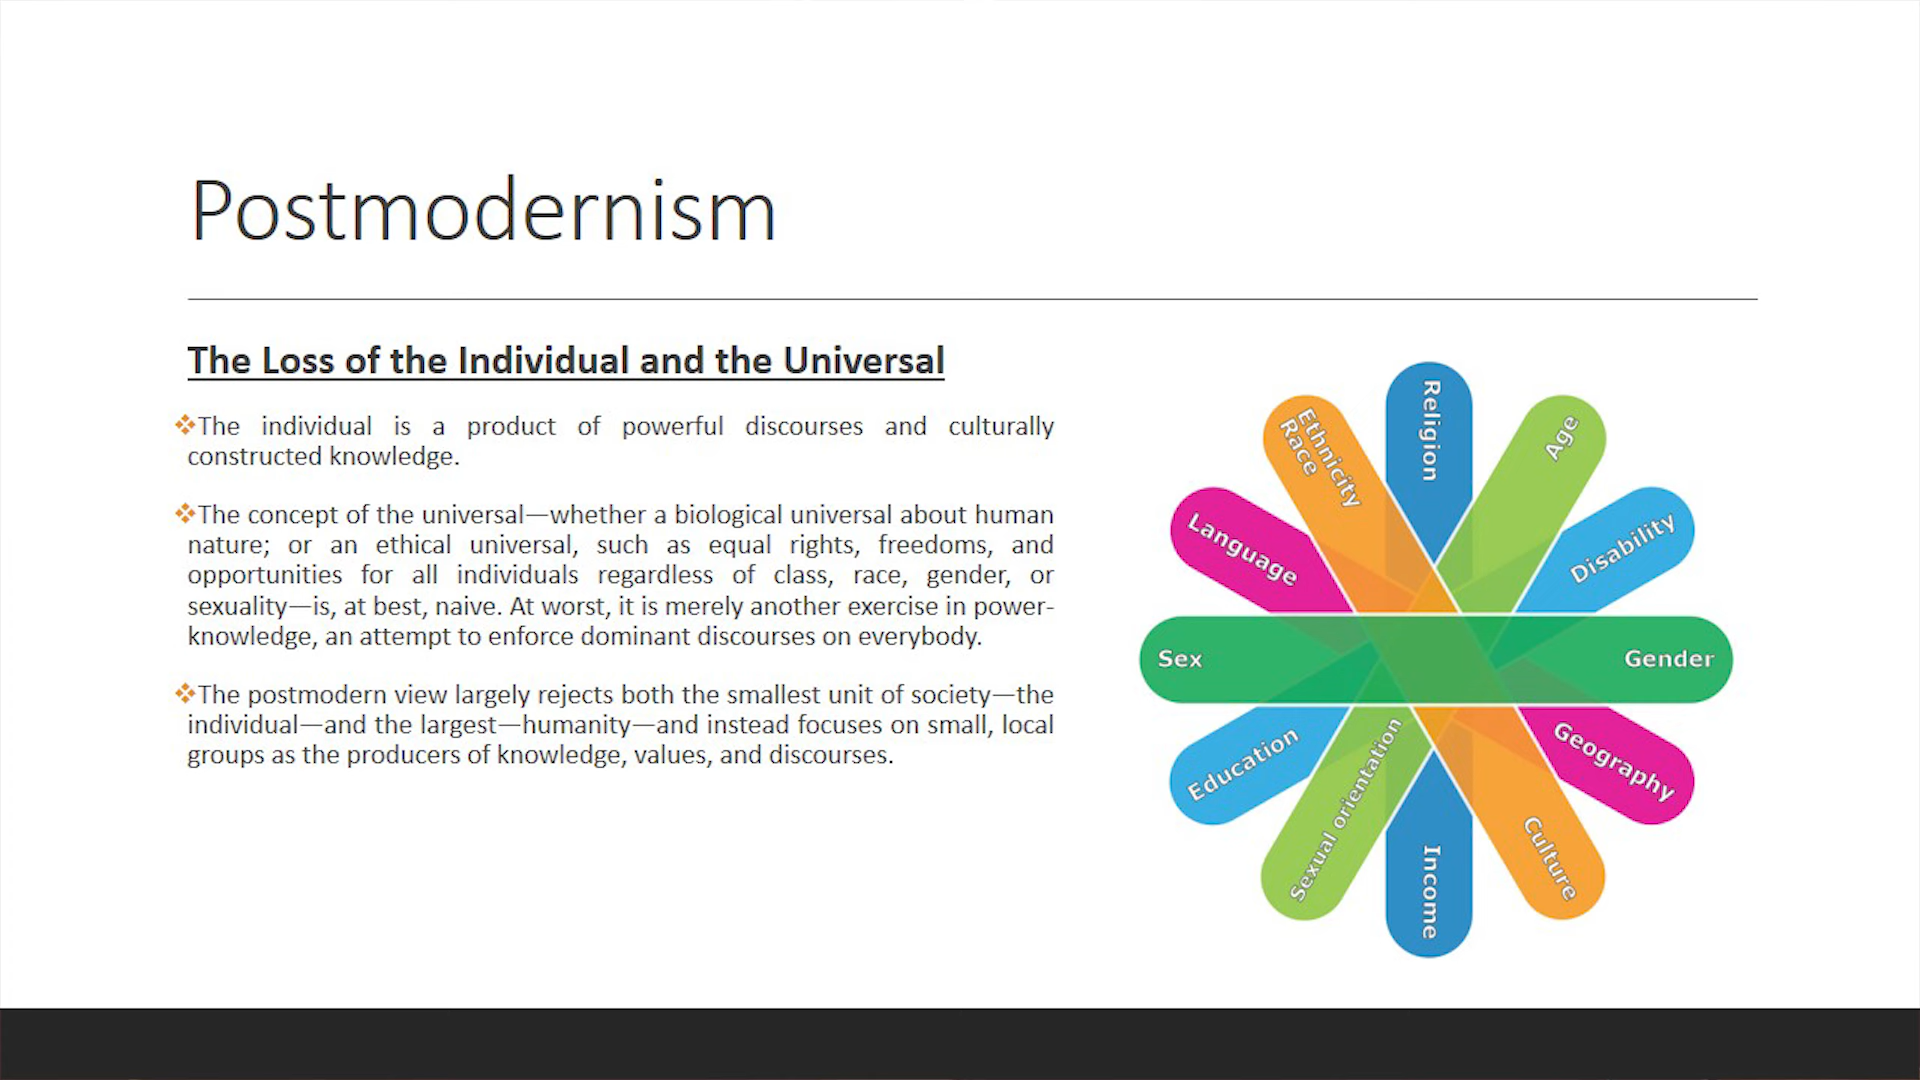 Postmodernism
The Loss of the Individual and the Universal
The individual is a product of powerful discourses and culturally
constructed knowledge.
The concept of the universal—whether a biological universal about human
nature; or an ethical universal, such as equal rights, freedoms, and
opportunities for all individuals regardless of class, race, gender, or
sexuality—is, at best, naive. At worst, it is merely another exercise in power-
knowledge, an attempt to enforce dominant discourses on everybody.
The postmodern view largely rejects both the smallest unit of society—the
individual—and the largest—humanity—and instead focuses on small, local
groups as the producers of knowledge, values, and discourses.
Religion
Age
Disability
Gender
Geography
Culture
Income
Sexual orientation
Education
Sex
Language
Ethnicity
Race